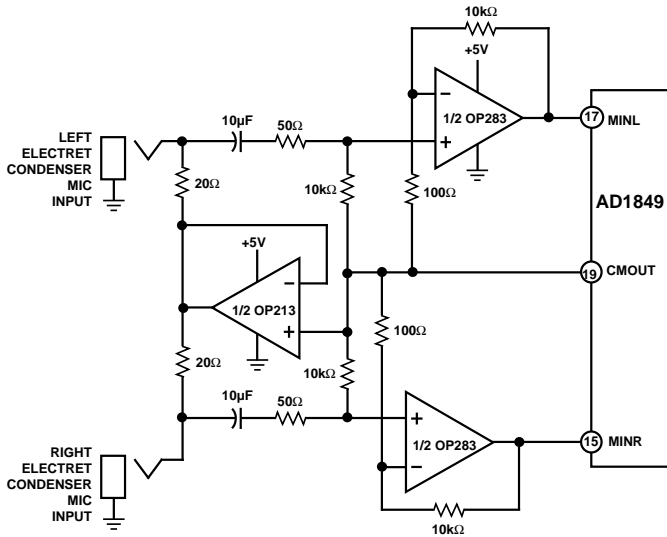 10kΩ
+5V
−
1/2 OP283
+
17
MINL
10µF
50Ω
LEFT
ELECTRET
CONDENSER
MIC
INPUT
20Ω
10kΩ
100Ω
AD1849
+5V
−
1/2 OP213
+
19
CMOUT
100Ω
20Ω
10kΩ
10µF
50Ω
+
1/2 OP283
−
15
MINR
RIGHT
ELECTRET
CONDENSER
MIC
INPUT
10kΩ